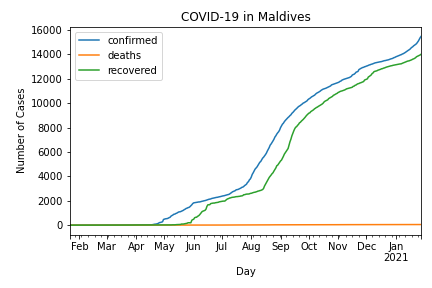 COVID-19 in Maldives
confirmed
deaths
recovered
Number of Cases
16000
14000
12000
10000
8000
6000
4000
2000
0
Feb Mar Apr May Jun Jul Aug Sep Oct Nov Dec Jan
2021
Day